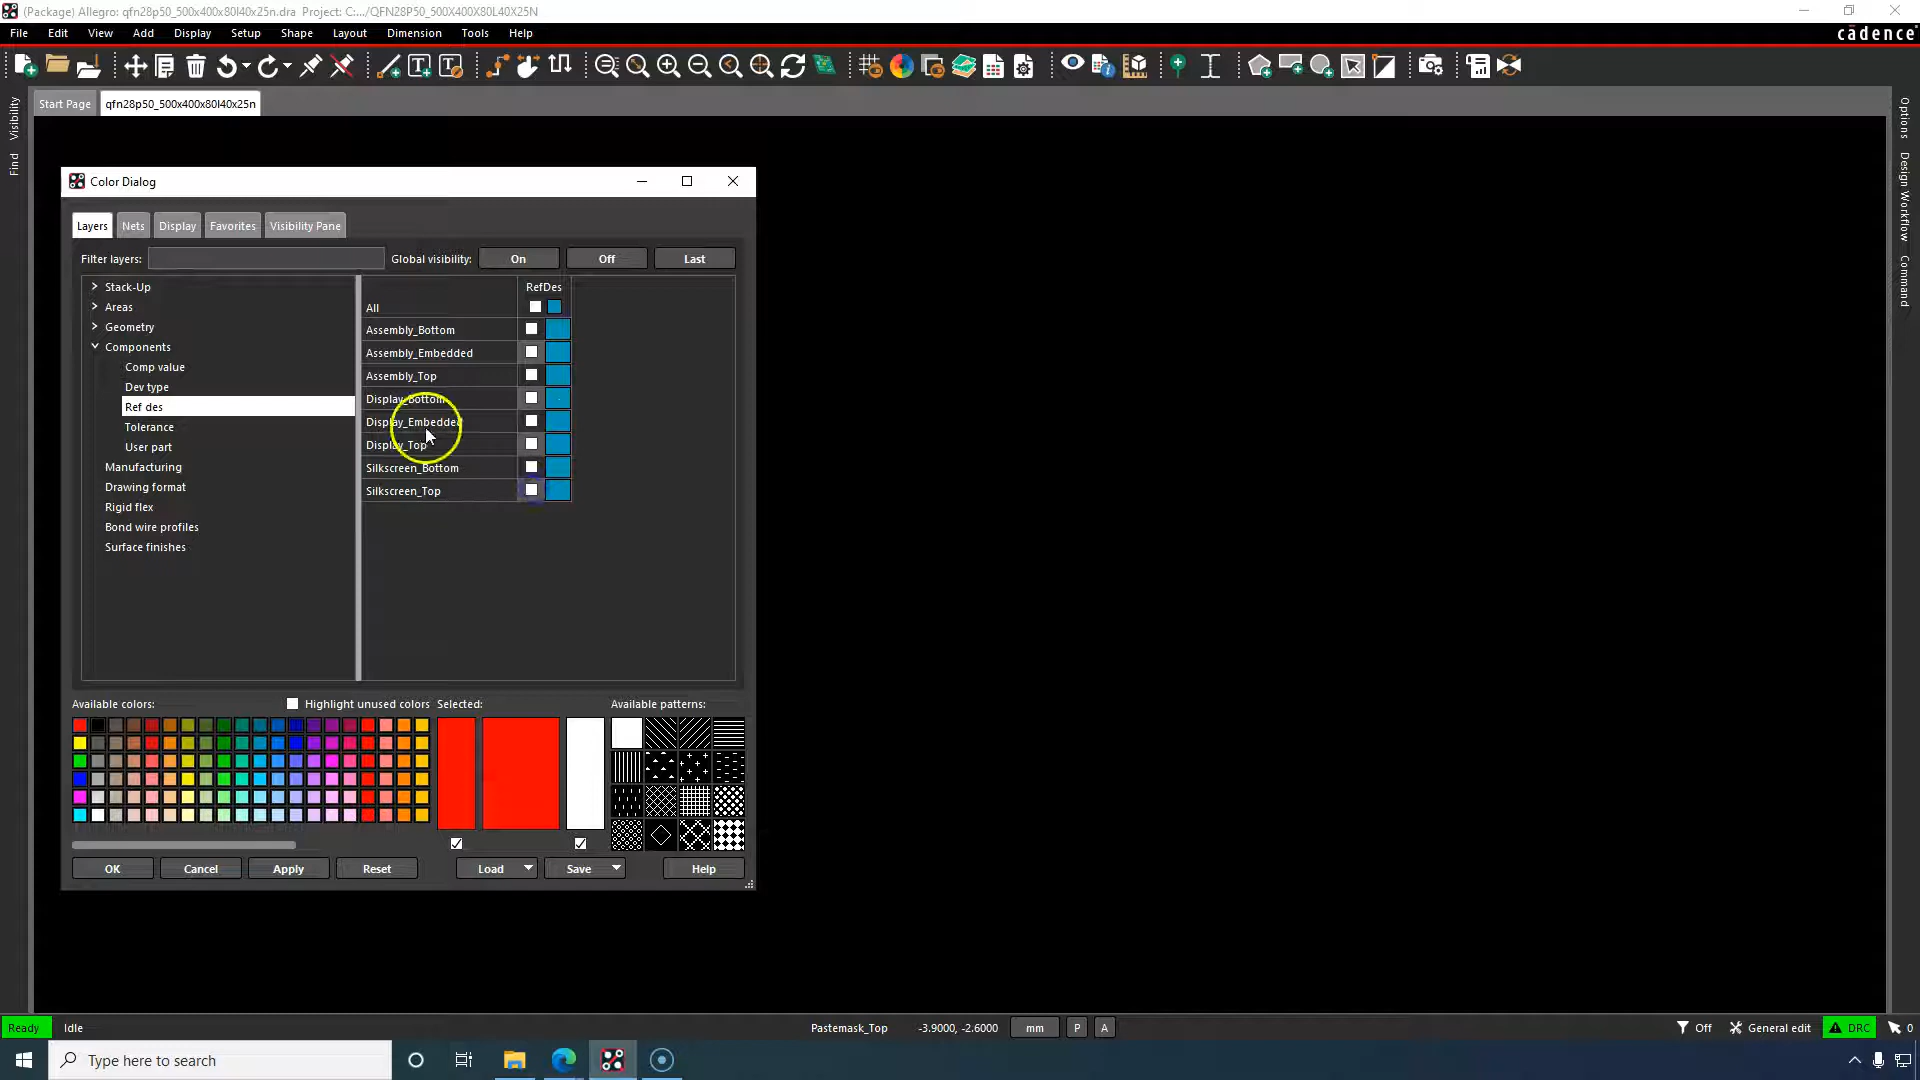 (Package) Allegro: qfn28p50_500x400x80l40x25n.dra Project: C:.../QFN28P50_500X400X80L40X25N
File Edit View Add Display Setup Shape Layout Dimension Tools Help
cadence
Start Page
qfn28p50_500x400x80l40x25n
Visibility
Find
Options
Design Workflow
Command
Color Dialog
Layers Nets Display Favorites Visibility Pane
Filter layers: Global visibility: On Off Last
Stack-Up
Areas
Geometry
Components
Comp value
Dev type
Ref des
Tolerance
User part
Manufacturing
Drawing format
Rigid flex
Bond wire profiles
Surface finishes
RefDes
All
Assembly_Bottom
Assembly_Embedded
Assembly_Top
Display_Bottom
Display_Embedded
Display_Top
Silkscreen_Bottom
Silkscreen_Top
Available colors: Highlight unused colors Selected: Available patterns:
OK Cancel Apply Reset Load Save Help
Ready Idle Pastemask_Top -3.9000, -2.6000 mm P A Off General edit DRC 0
Type here to search